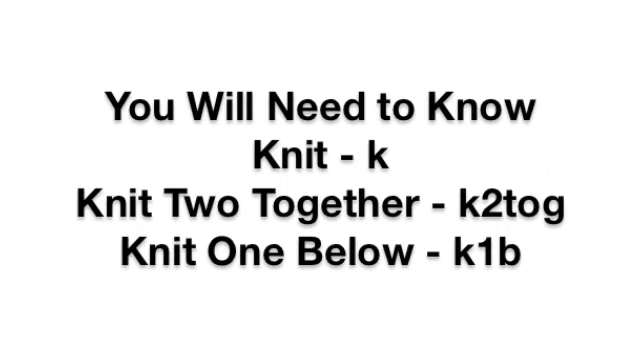 You Will Need to Know
Knit - k
Knit Two Together - k2tog
Knit One Below - k1b